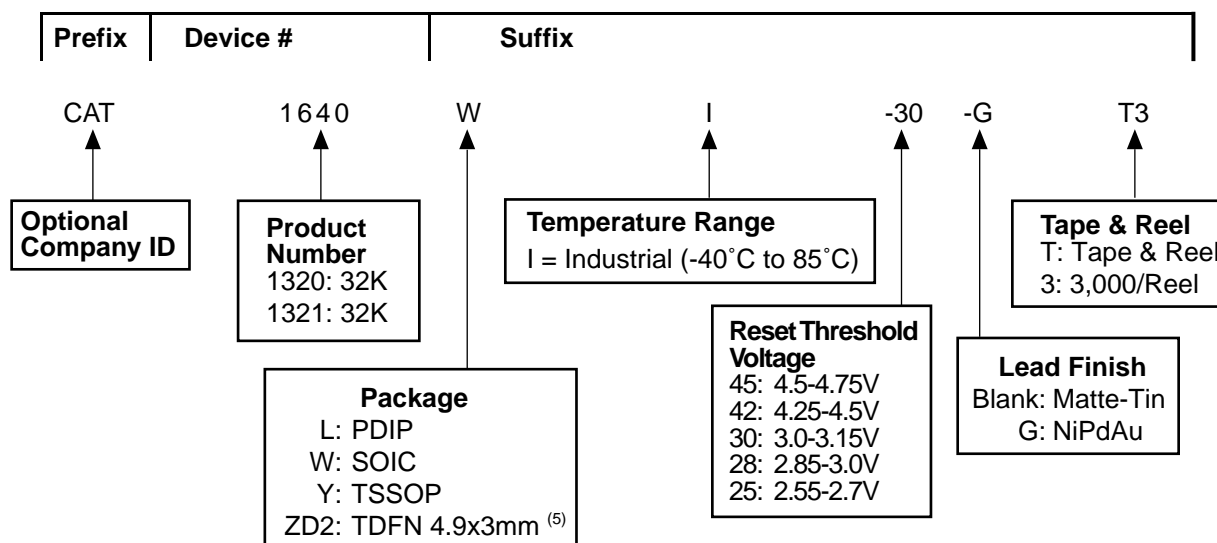 Prefix Device # Suffix
CAT 1640 W I -30 -G T3
Optional
Company ID
Product
Number
1320: 32K
1321: 32K
Package
L: PDIP
W: SOIC
Y: TSSOP
ZD2: TDFN 4.9x3mm (5)
Temperature Range
I = Industrial (-40˚C to 85˚C)
Reset Threshold
Voltage
45: 4.5-4.75V
42: 4.25-4.5V
30: 3.0-3.15V
28: 2.85-3.0V
25: 2.55-2.7V
Lead Finish
Blank: Matte-Tin
G: NiPdAu
Tape & Reel
T: Tape & Reel
3: 3,000/Reel